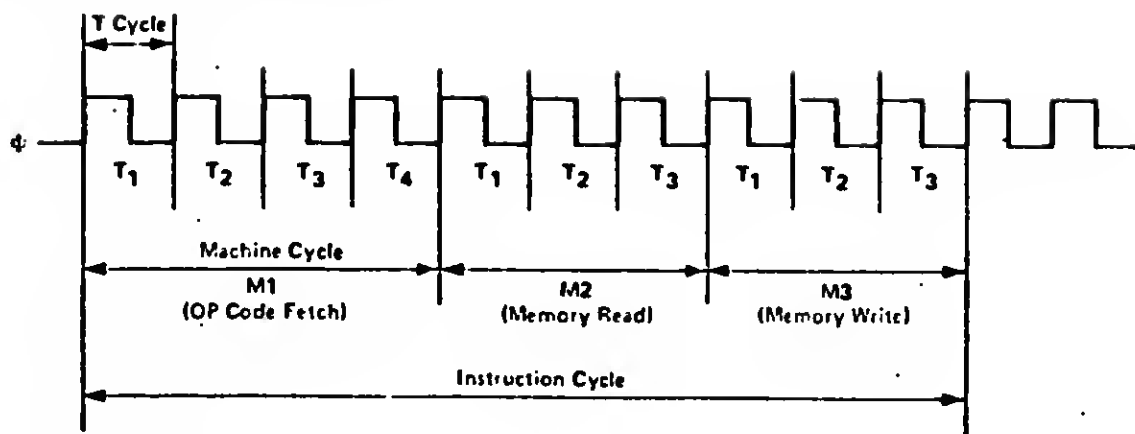 T Cycle
Φ
T1 T2 T3 T4 T1 T2 T3 T1 T2 T3
Machine Cycle
M1 M2 M3
(OP Code Fetch) (Memory Read) (Memory Write)
Instruction Cycle